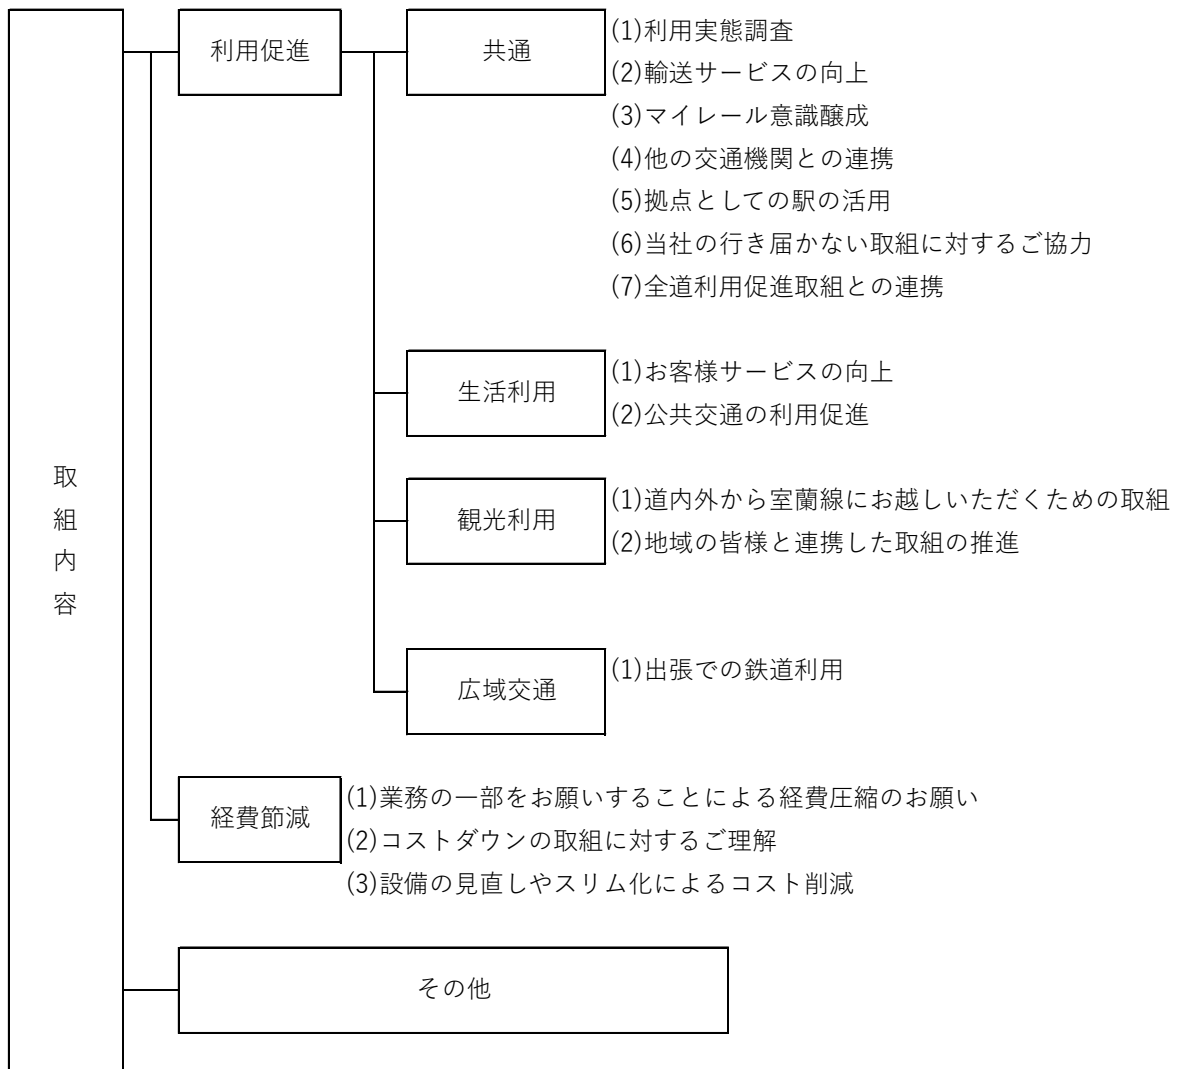 取組内容
利用促進
共通
(1)利用実態調査
(2)輸送サービスの向上
(3)マイレール意識醸成
(4)他の交通機関との連携
(5)拠点としての駅の活用
(6)当社の行き届かない取組に対するご協力
(7)全道利用促進取組との連携
生活利用
(1)お客様サービスの向上
(2)公共交通の利用促進
観光利用
(1)道内外から室蘭線にお越しいただくための取組
(2)地域の皆様と連携した取組の推進
広域交通
(1)出張での鉄道利用
経費節減
(1)業務の一部をお願いすることによる経費圧縮のお願い
(2)コストダウンの取組に対するご理解
(3)設備の見直しやスリム化によるコスト削減
その他